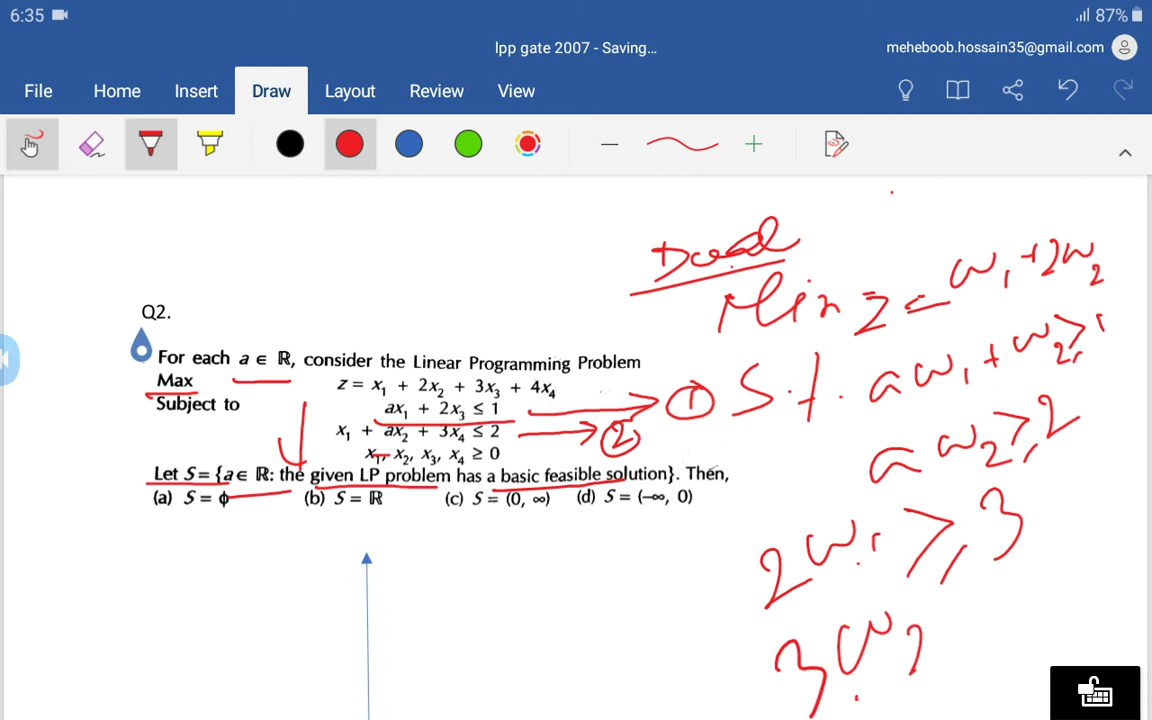 6:35 87%
lpp gate 2007 - Saving...
meheboob.hossain35@gmail.com
File Home Insert Draw Layout Review View
Dual
Min z = w₁ + 2w₂
S.t. aw₁ + w₂ ≥ 1
aw₂ ≥ 2
2w₁ ≥ 3
3w₂
Q2.
For each a ∈ ℝ, consider the Linear Programming Problem
Max z = x₁ + 2x₂ + 3x₃ + 4x₄
Subject to ax₁ + 2x₃ ≤ 1 ①
x₁ + ax₂ + 3x₄ ≤ 2 ②
x₁, x₂, x₃, x₄ ≥ 0
Let S = {a ∈ ℝ: the given LP problem has a basic feasible solution}. Then,
(a) S = ϕ (b) S = ℝ (c) S = (0, ∞) (d) S = (-∞, 0)